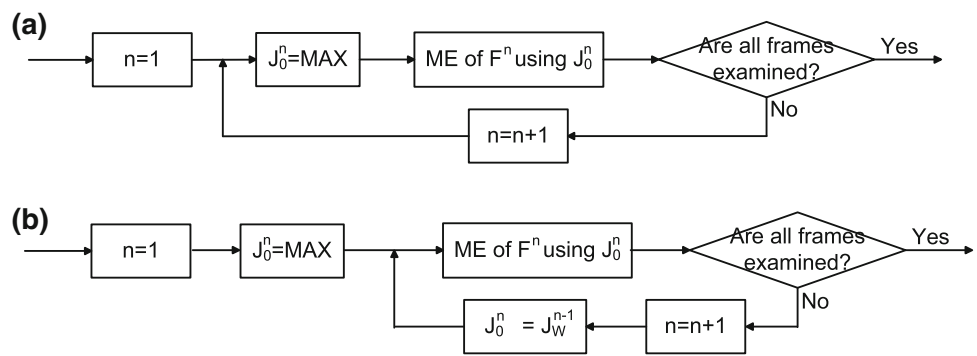 (a)
n=1
J₀ⁿ=MAX
ME of Fⁿ using J₀ⁿ
Are all frames
examined?
Yes
No
n=n+1
(b)
n=1
J₀ⁿ=MAX
ME of Fⁿ using J₀ⁿ
Are all frames
examined?
Yes
No
J₀ⁿ = J_W^{n-1}
n=n+1